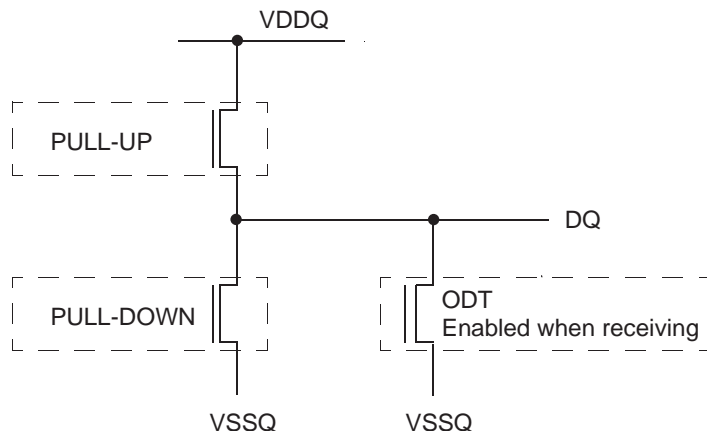 VDDQ
PULL-UP
DQ
PULL-DOWN
ODT
Enabled when receiving
VSSQ
VSSQ